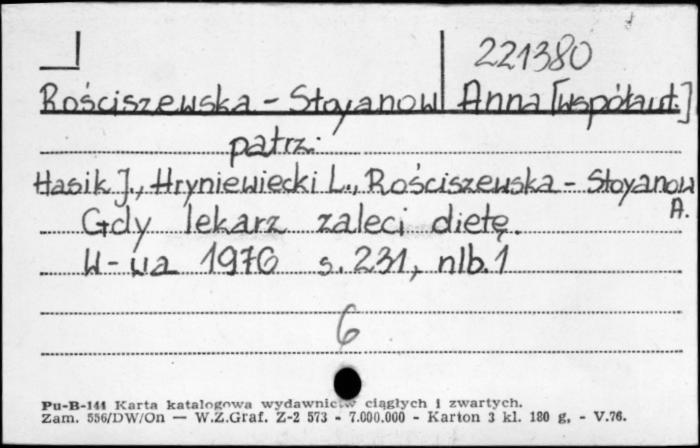 221380
Rościszewska - Stoyanow Anna [współaut.]
patrz:
Hasik J., Hryniewiecki L., Rościszewska - Stoyanow A.
Gdy lekarz zaleci dietę.
W-wa 1976 s. 231, nlb. 1
6
Pu-B-144 Karta katalogowa wydawnictw ciągłych i zwartych.
Zam. 556/DW/On — W.Z.Graf. Z-2 573 - 7.000.000 - Karton 3 kl. 180 g, - V.76.